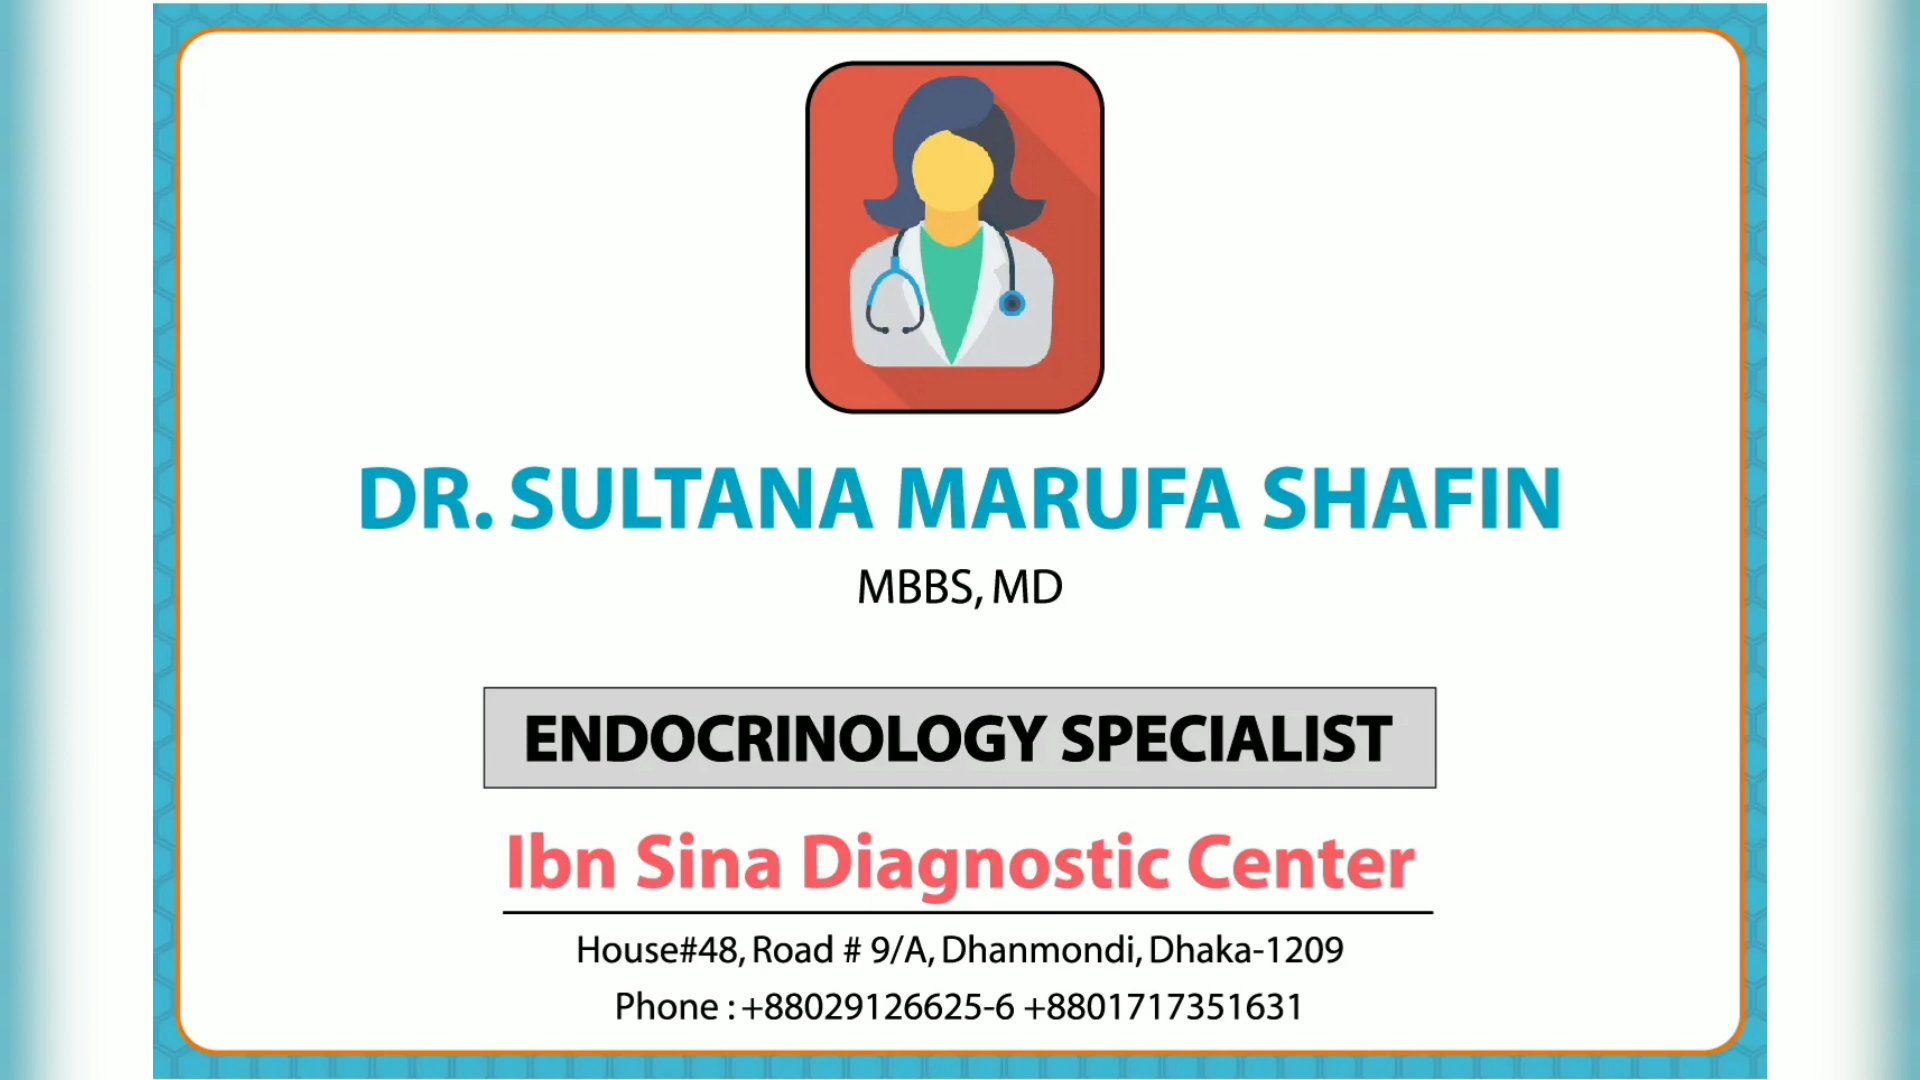 DR. SULTANA MARUFA SHAFIN
MBBS, MD
ENDOCRINOLOGY SPECIALIST
Ibn Sina Diagnostic Center
House#48, Road # 9/A, Dhanmondi, Dhaka-1209
Phone : +88029126625-6 +8801717351631